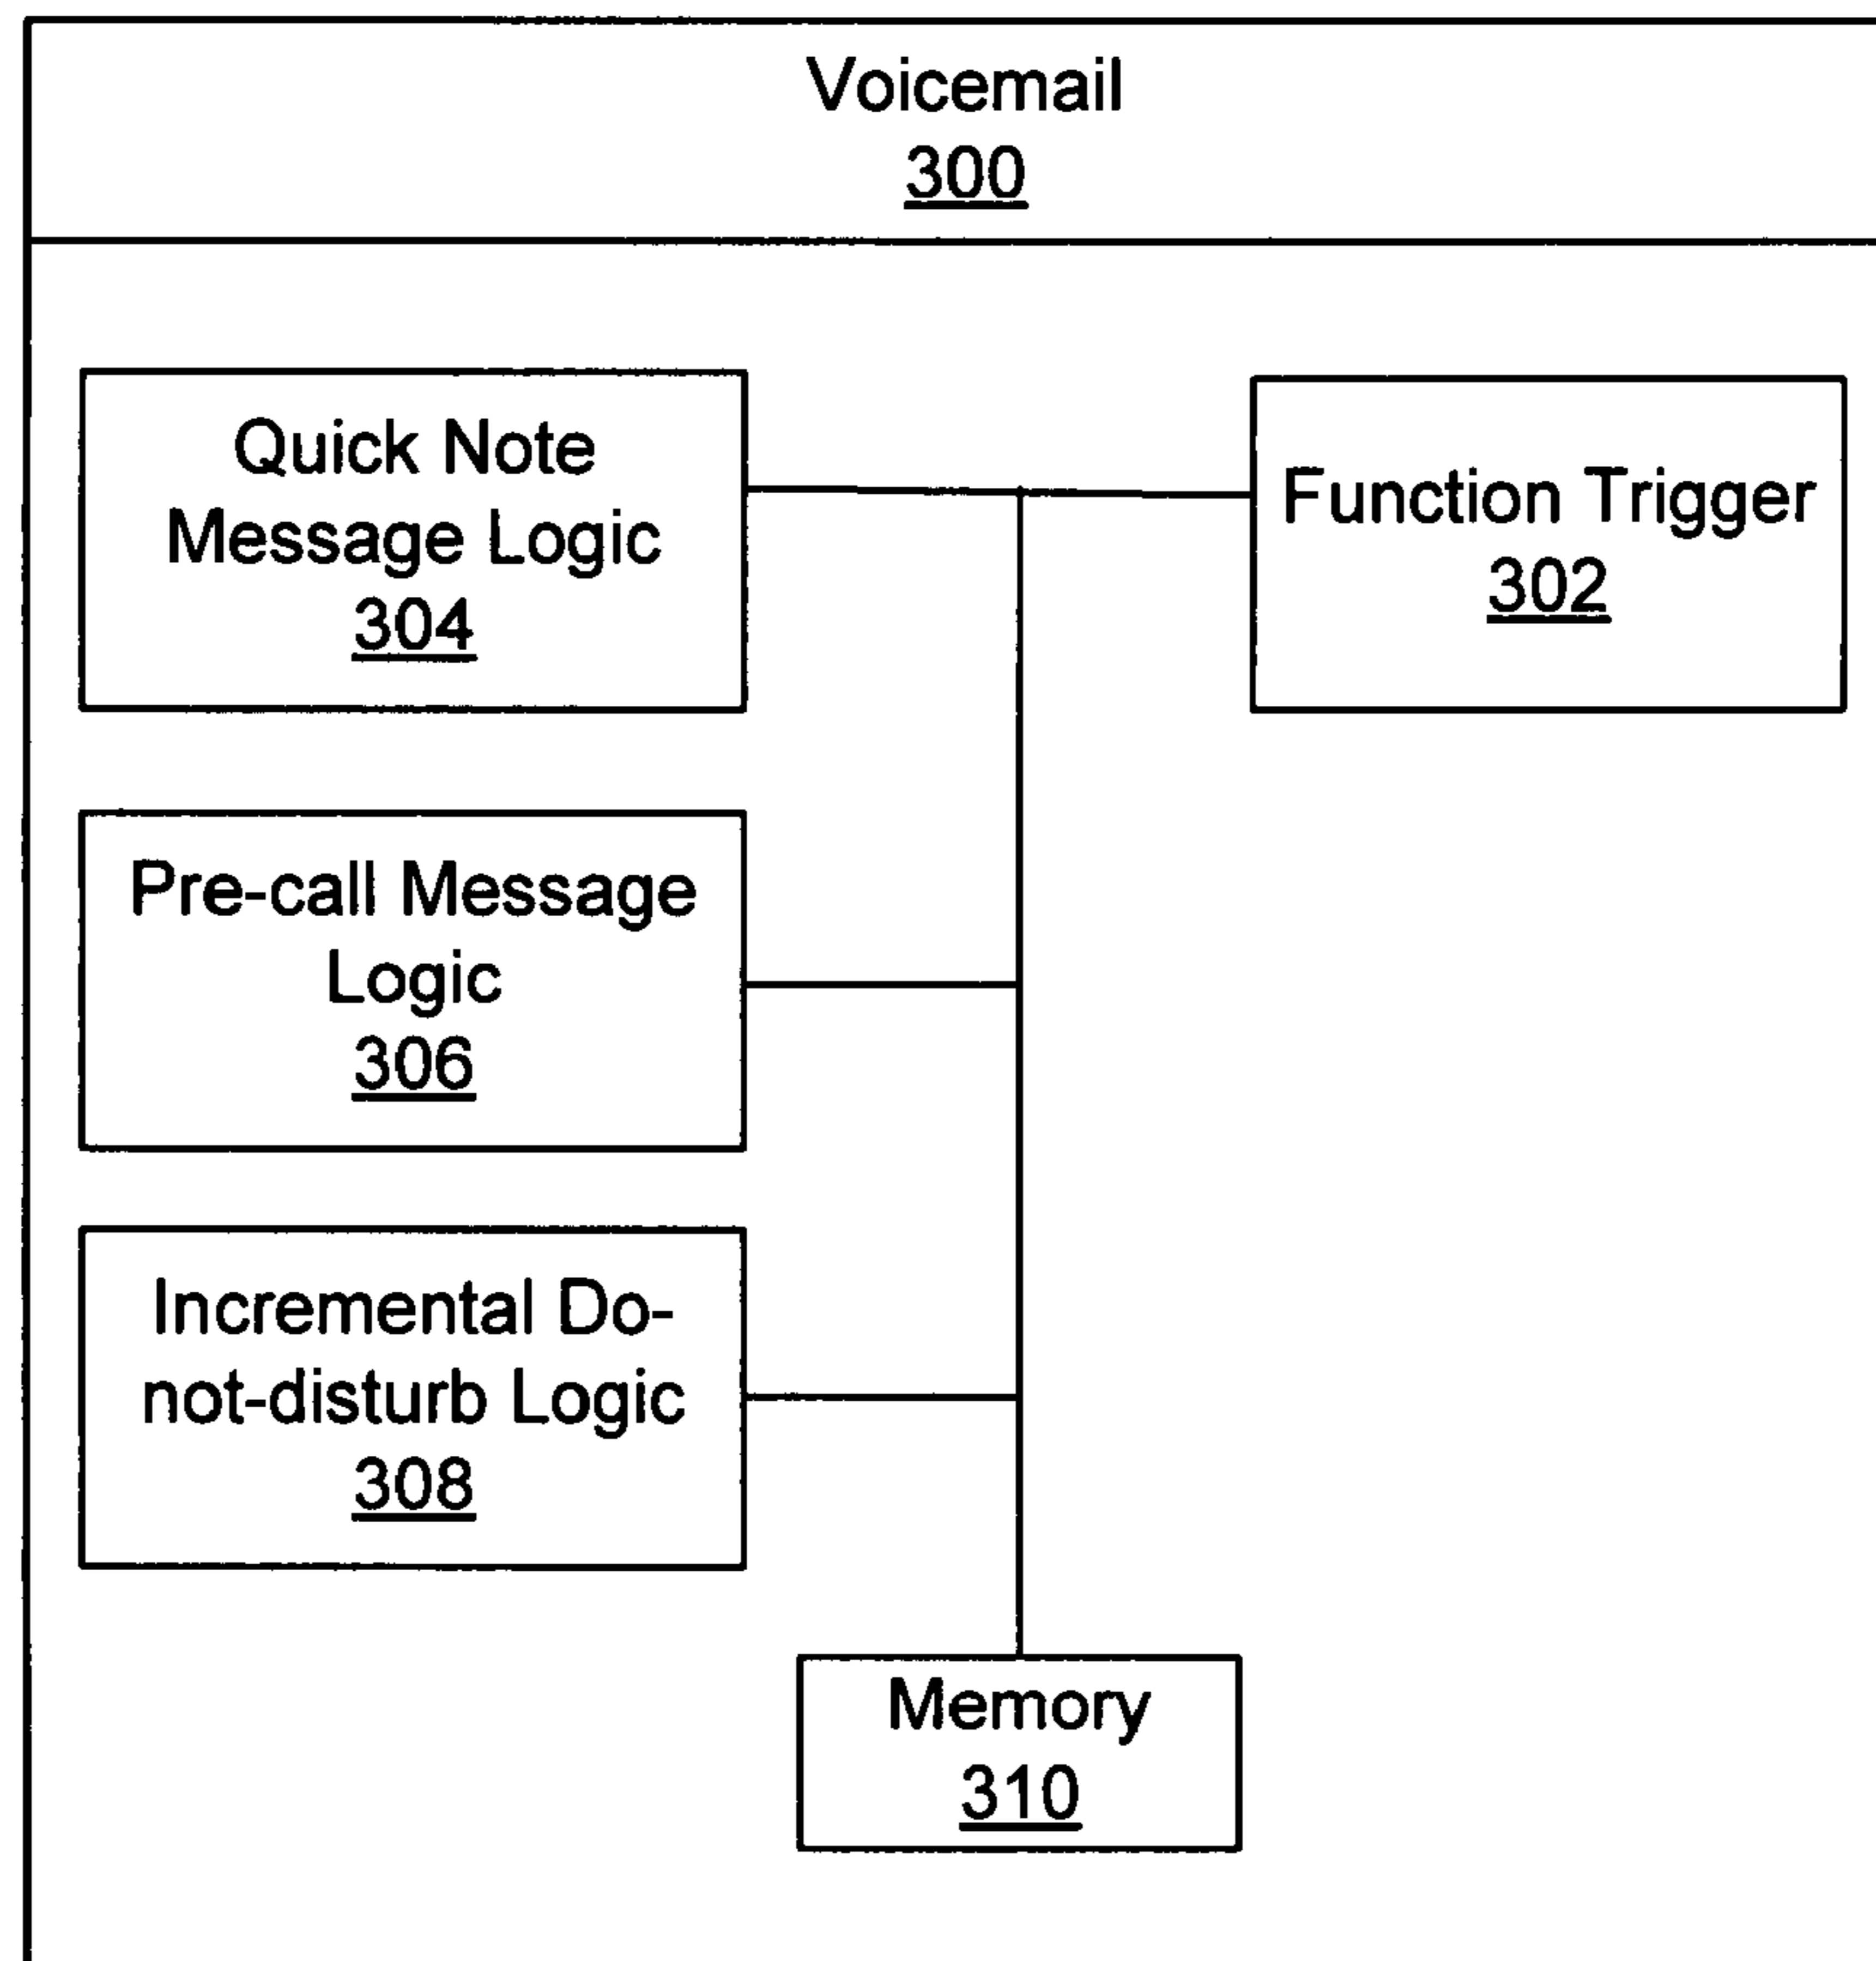 Voicemail
300
Quick Note
Message Logic
304
Function Trigger
302
Pre-call Message
Logic
306
Incremental Do-
not-disturb Logic
308
Memory
310